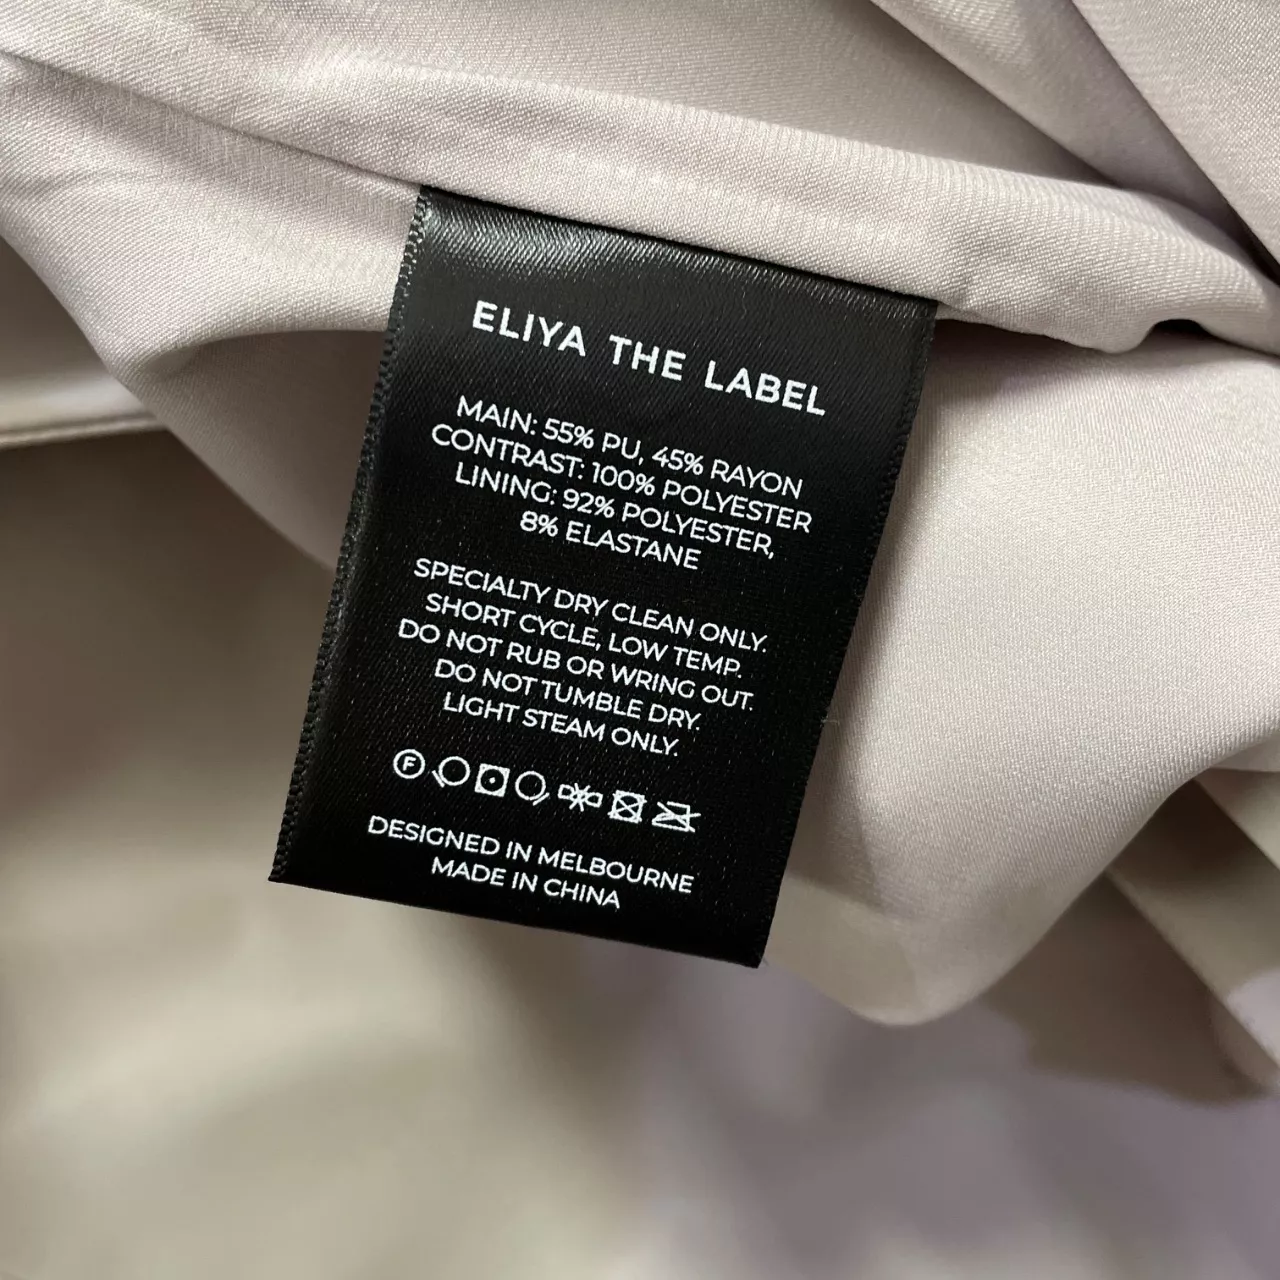 ELIYA THE LABEL
MAIN: 55% PU, 45% RAYON
CONTRAST: 100% POLYESTER
LINING: 92% POLYESTER,
8% ELASTANE
SPECIALTY DRY CLEAN ONLY.
SHORT CYCLE, LOW TEMP.
DO NOT RUB OR WRING OUT.
DO NOT TUMBLE DRY.
LIGHT STEAM ONLY.
F
DESIGNED IN MELBOURNE
MADE IN CHINA